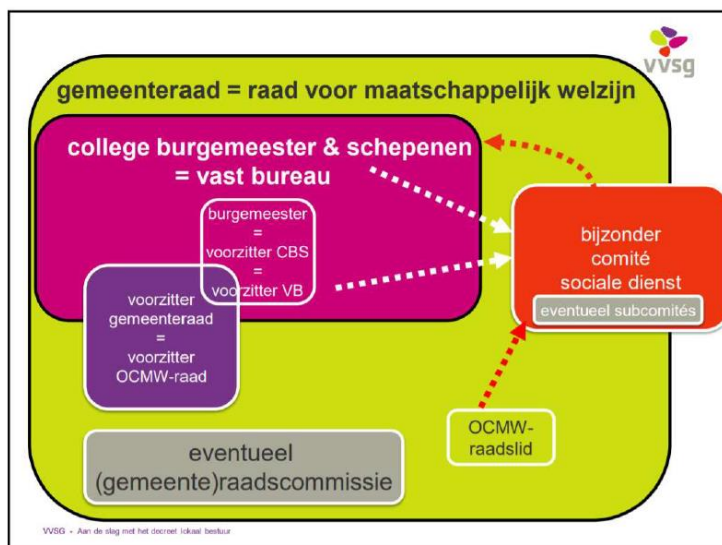 vvsg
gemeenteraad = raad voor maatschappelijk welzijn
college burgemeester & schepenen
= vast bureau
burgemeester
=
voorzitter CBS
=
voorzitter VB
voorzitter
gemeenteraad
=
voorzitter
OCMW-raad
bijzonder
comité
sociale dienst
eventueel subcomités
OCMW-
raadslid
eventueel
(gemeente)raadscommissie
VVSG - Aan de slag met het decreet lokaal bestuur